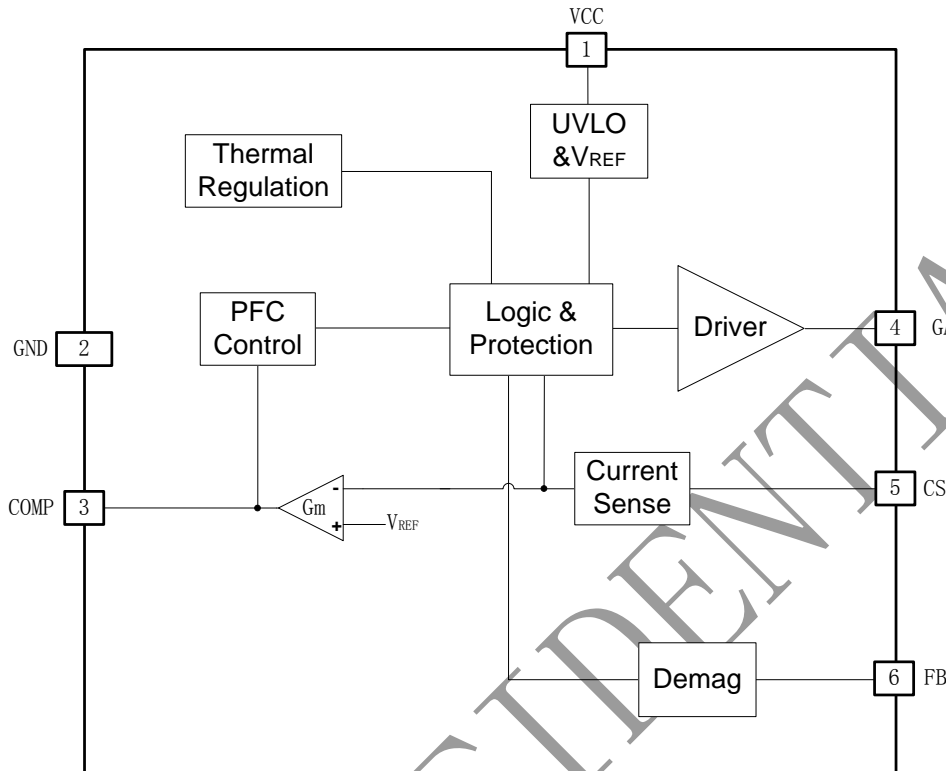 VCC
1
UVLO
&VREF
Thermal
Regulation
PFC
Control
Logic &
Protection
Driver
4
GND
2
Current
Sense
5
CS
COMP
3
-
Gm
+
VREF
Demag
6
FB